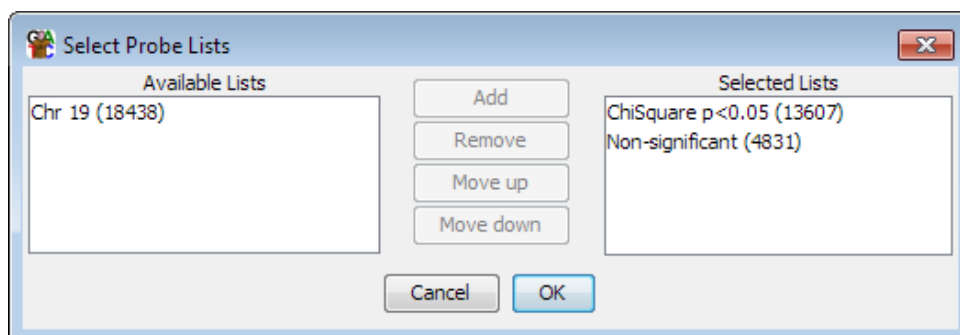 Select Probe Lists
Available Lists
Chr 19 (18438)
Add
Remove
Move up
Move down
Selected Lists
ChiSquare p<0.05 (13607)
Non-significant (4831)
Cancel
OK